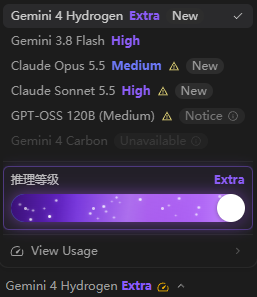 Gemini 4 Hydrogen Extra New
Gemini 3.8 Flash High
Claude Opus 5.5 Medium New
Claude Sonnet 5.5 High New
GPT-OSS 120B (Medium) Notice
Gemini 4 Carbon Unavailable
推理等级 Extra
View Usage
Gemini 4 Hydrogen Extra